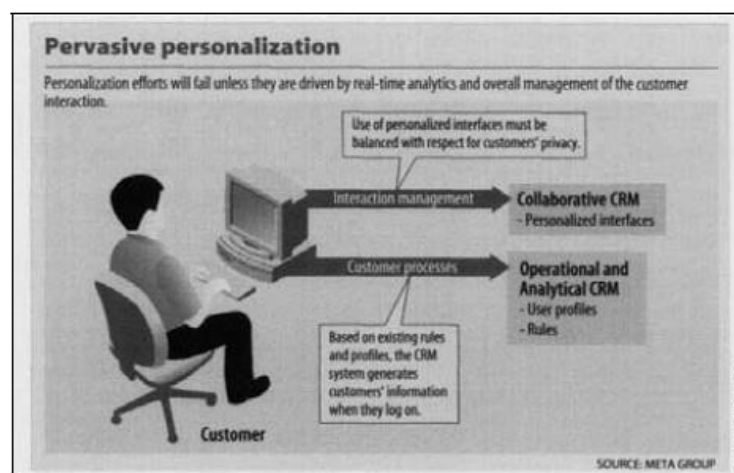 Pervasive personalization
Personalization efforts will fail unless they are driven by real-time analytics and overall management of the customer
interaction.
Use of personalized interfaces must be
balanced with respect for customers' privacy.
Interaction management
Collaborative CRM
- Personalized interfaces
Customer processes
Operational and
Analytical CRM
- User profiles
- Rules
Based on existing rules
and profiles, the CRM
system generates
customers' information
when they log on.
Customer
SOURCE: META GROUP